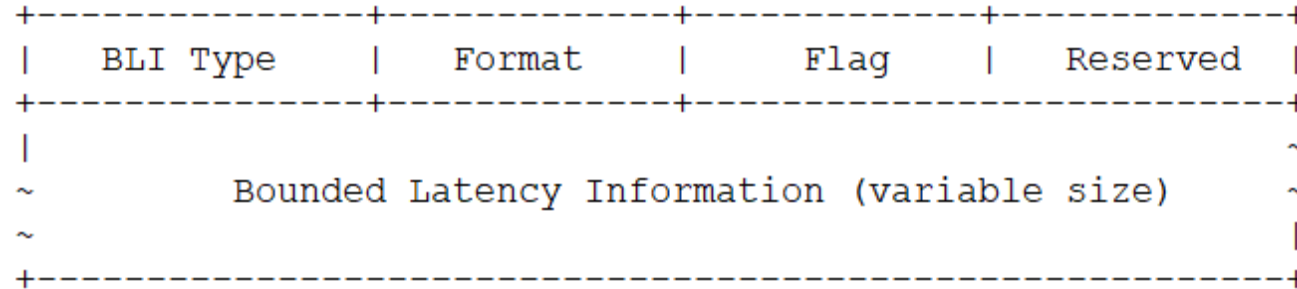 BLI Type | Format | Flag | Reserved
Bounded Latency Information (variable size)